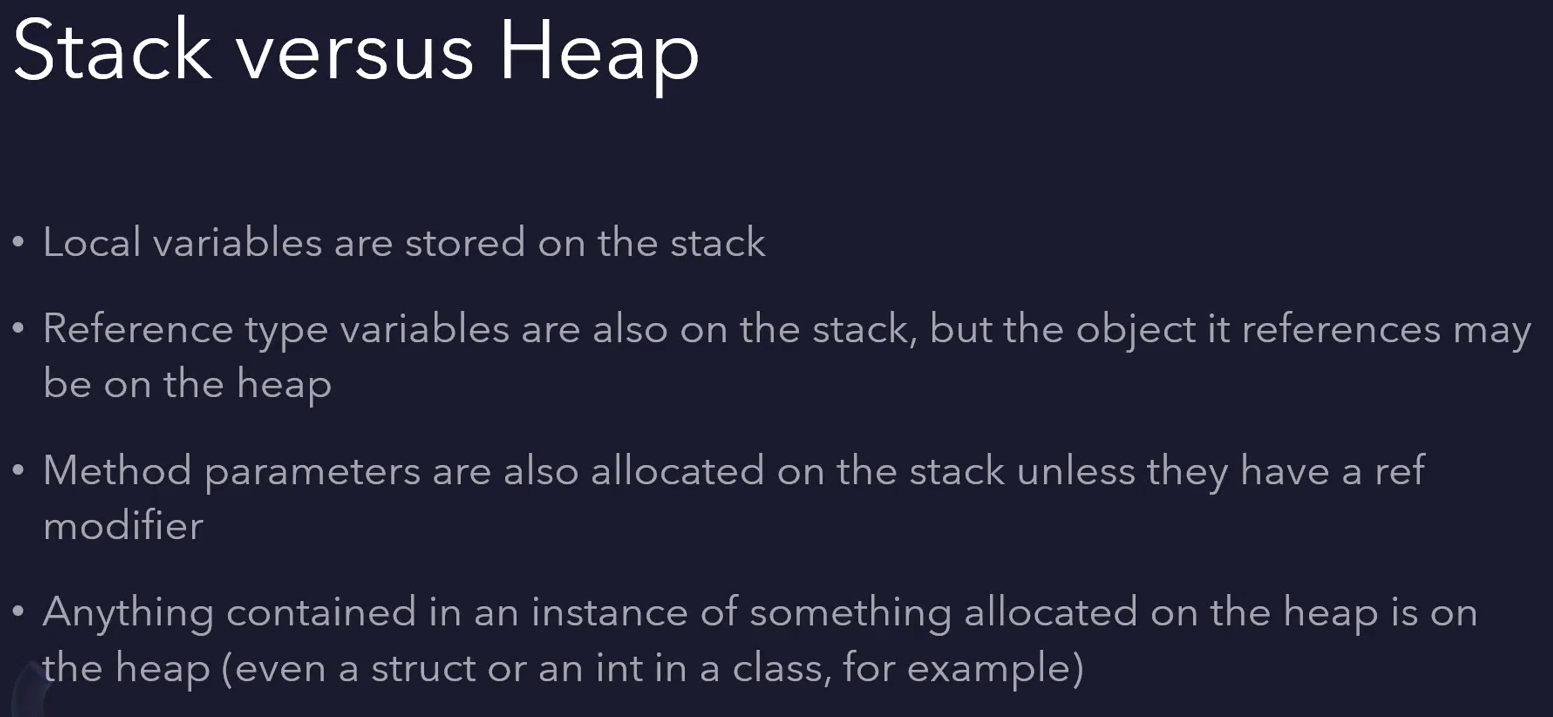 Stack versus Heap
• Local variables are stored on the stack
• Reference type variables are also on the stack, but the object it references may
be on the heap
• Method parameters are also allocated on the stack unless they have a ref
modifier
• Anything contained in an instance of something allocated on the heap is on
the heap (even a struct or an int in a class, for example)